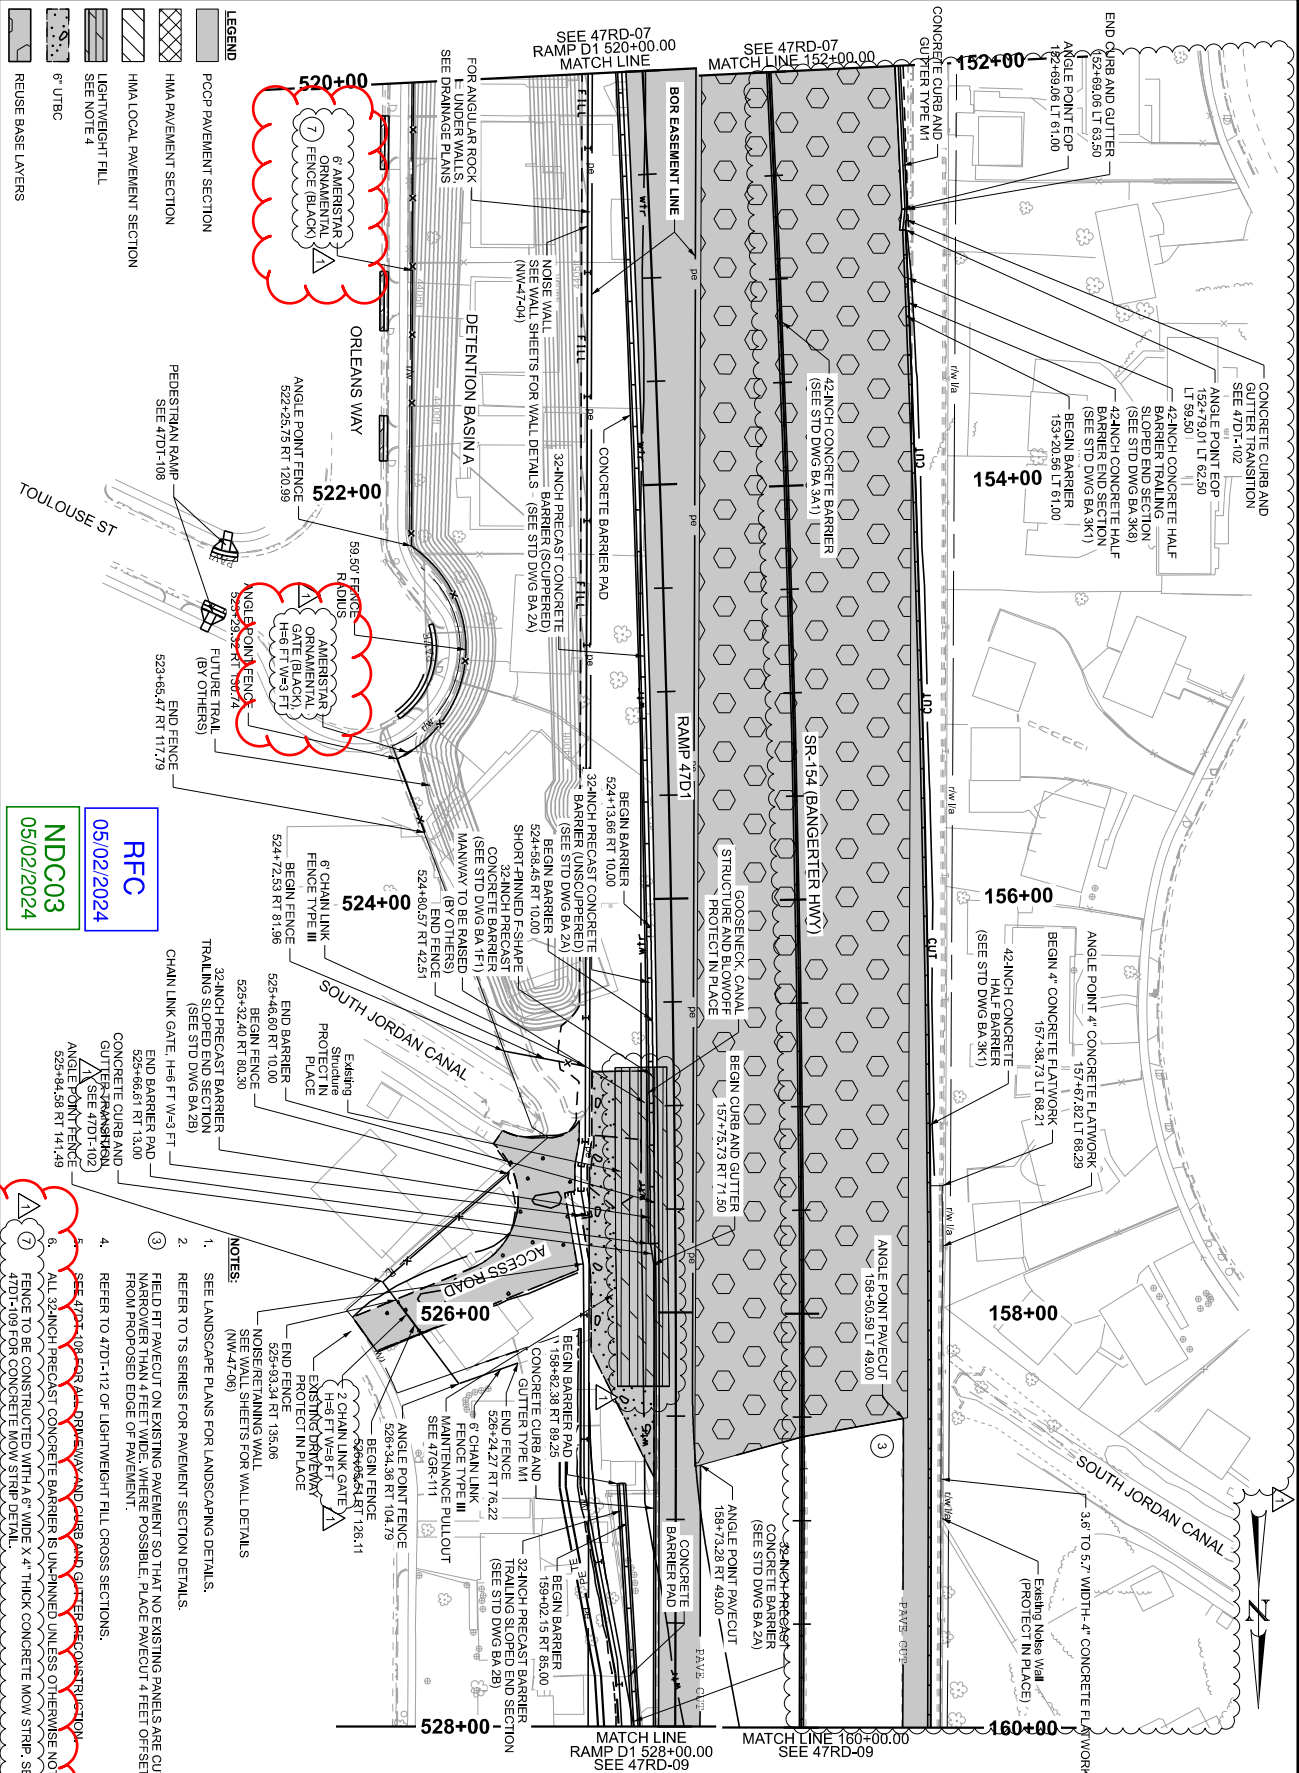 SEE 47RD-07
RAMP D1 520+00.00
MATCH LINE
SEE 47RD-07
MATCH LINE 152+00.00
152+00
154+00
156+00
158+00
160+00
520+00
522+00
524+00
526+00
528+00
END CURB AND GUTTER
152+69.06 LT 63.50
ANGLE POINT EOP
152+69.06 LT 61.00
CONCRETE CURB AND
GUTTER TYPE M1
CONCRETE CURB AND
GUTTER TRANSITION
SEE 47DT-102
ANGLE POINT EOP
152+79.01 LT 62.50
LT 59.50
42-INCH CONCRETE HALF
BARRIER TRAILING
SLOPED END SECTION
(SEE STD DWG BA 3K8)
42-INCH CONCRETE HALF
BARRIER END SECTION
(SEE STD DWG BA 3K1)
BEGIN BARRIER
153+20.56 LT 61.00
42-INCH CONCRETE BARRIER
(SEE STD DWG BA 3A1)
SR-154 (BANGERTER HWY)
RAMP 47D1
BOR EASEMENT LINE
FOR ANGULAR ROCK
UNDER WALLS,
SEE DRAINAGE PLANS
NOISE WALL
SEE WALL SHEETS FOR WALL DETAILS
(NW-47-04)
CONCRETE BARRIER PAD
32-INCH PRECAST CONCRETE
BARRIER (SCUPPERED)
(SEE STD DWG BA 2A)
DETENTION BASIN A
ORLEANS WAY
TOULOUSE ST
6' AMERISTAR
ORNAMENTAL
FENCE (BLACK)
7
1
ANGLE POINT FENCE
522+25.75 RT 120.99
PEDESTRIAN RAMP
SEE 47DT-108
59.50' FENCE
RADIUS
AMERISTAR
ORNAMENTAL
GATE (BLACK)
H=6 FT W=3 FT
1
ANGLE POINT FENCE
523+29.32 RT 130.74
FUTURE TRAIL
(BY OTHERS)
END FENCE
523+65.47 RT 117.79
BEGIN BARRIER
524+13.66 RT 10.00
32-INCH PRECAST CONCRETE
BARRIER (UNSCUPPERED)
(SEE STD DWG BA 2A)
BEGIN BARRIER
524+58.45 RT 10.00
SHORT-PINNED F-SHAPE
32-INCH PRECAST
CONCRETE BARRIER
(SEE STD DWG BA 1F1)
MANWAY TO BE RAISED
(BY OTHERS)
END FENCE
524+80.57 RT 42.51
6' CHAIN LINK
FENCE TYPE III
BEGIN FENCE
524+72.53 RT 81.96
GOOSENECK, CANAL
STRUCTURE AND BLOWOFF
PROTECT IN PLACE
BEGIN CURB AND GUTTER
157+75.73 RT 71.50
ANGLE POINT 4" CONCRETE FLATWORK
157+67.82 LT 68.29
BEGIN 4" CONCRETE FLATWORK
157+38.73 LT 68.21
42-INCH CONCRETE
HALF BARRIER
(SEE STD DWG BA 3K1)
SOUTH JORDAN CANAL
Existing
Structure
PROTECT IN
PLACE
END BARRIER
525+46.60 RT 10.00
BEGIN FENCE
525+32.40 RT 80.30
32-INCH PRECAST BARRIER
TRAILING SLOPED END SECTION
(SEE STD DWG BA 2B)
CHAIN LINK GATE, H=6 FT W=3 FT
END BARRIER PAD
525+66.61 RT 13.00
CONCRETE CURB AND
GUTTER TRANSITION
SEE 47DT-102
1
ANGLE POINT FENCE
525+84.58 RT 141.49
ACCESS ROAD
ANGLE POINT PAVECUT
158+50.59 LT 49.00
3
SOUTH JORDAN CANAL
1
N
3.6' TO 5.7' WIDTH- 4" CONCRETE FLATWORK
Existing Noise Wall
(PROTECT IN PLACE)
ANGLE POINT PAVECUT
158+73.28 RT 49.00
32-INCH PRECAST
CONCRETE BARRIER
(SEE STD DWG BA 2A)
CONCRETE
BARRIER PAD
BEGIN BARRIER PAD
158+82.38 RT 89.25
CONCRETE CURB AND
GUTTER TYPE M1
END FENCE
526+24.27 RT 76.22
6' CHAIN LINK
FENCE TYPE III
MAINTENANCE PULLOUT
SEE 47GR-111
ANGLE POINT FENCE
526+34.36 RT 104.79
BEGIN FENCE
526+05.51 RT 126.11
2 CHAIN LINK GATE
H=6 FT W=8 FT
1
EXISTING DRIVEWAY
PROTECT IN PLACE
END FENCE
525+93.34 RT 135.06
NOISE/RETAINING WALL
SEE WALL SHEETS FOR WALL DETAILS
(NW-47-06)
BEGIN BARRIER
159+02.15 RT 85.00
32-INCH PRECAST BARRIER
TRAILING SLOPED END SECTION
(SEE STD DWG BA 2B)
PAVE CUT
PAVE CUT
MATCH LINE
RAMP D1 528+00.00
SEE 47RD-09
MATCH LINE 160+00.00
SEE 47RD-09
CUT
CUT
CUT
FILL
FILL
FILL
r/w l/a
r/w l/a
r/w l/a
r/w l/a
LEGEND
PCCP PAVEMENT SECTION
HMA PAVEMENT SECTION
HMA LOCAL PAVEMENT SECTION
LIGHTWEIGHT FILL
SEE NOTE 4
6" UTBC
REUSE BASE LAYERS
RFC
05/02/2024
NDC03
05/02/2024
NOTES:
1. SEE LANDSCAPE PLANS FOR LANDSCAPING DETAILS.
2. REFER TO TS SERIES FOR PAVEMENT SECTION DETAILS.
3 FIELD FIT PAVECUT ON EXISTING PAVEMENT SO THAT NO EXISTING PANELS ARE CU
NARROWER THAN 4 FEET WIDE. WHERE POSSIBLE, PLACE PAVECUT 4 FEET OFFSET
FROM PROPOSED EDGE OF PAVEMENT.
4. REFER TO 47DT-112 OF LIGHTWEIGHT FILL CROSS SECTIONS.
5. SEE 47DT-108 FOR ALL DRIVEWAY AND CURB AND GUTTER RECONSTRUCTION.
6. ALL 32-INCH PRECAST CONCRETE BARRIER IS UN-PINNED UNLESS OTHERWISE NOT
1
7 FENCE TO BE CONSTRUCTED WITH A 6" WIDE X 4" THICK CONCRETE MOW STRIP. SE
47DT-109 FOR CONCRETE MOW STRIP DETAIL.